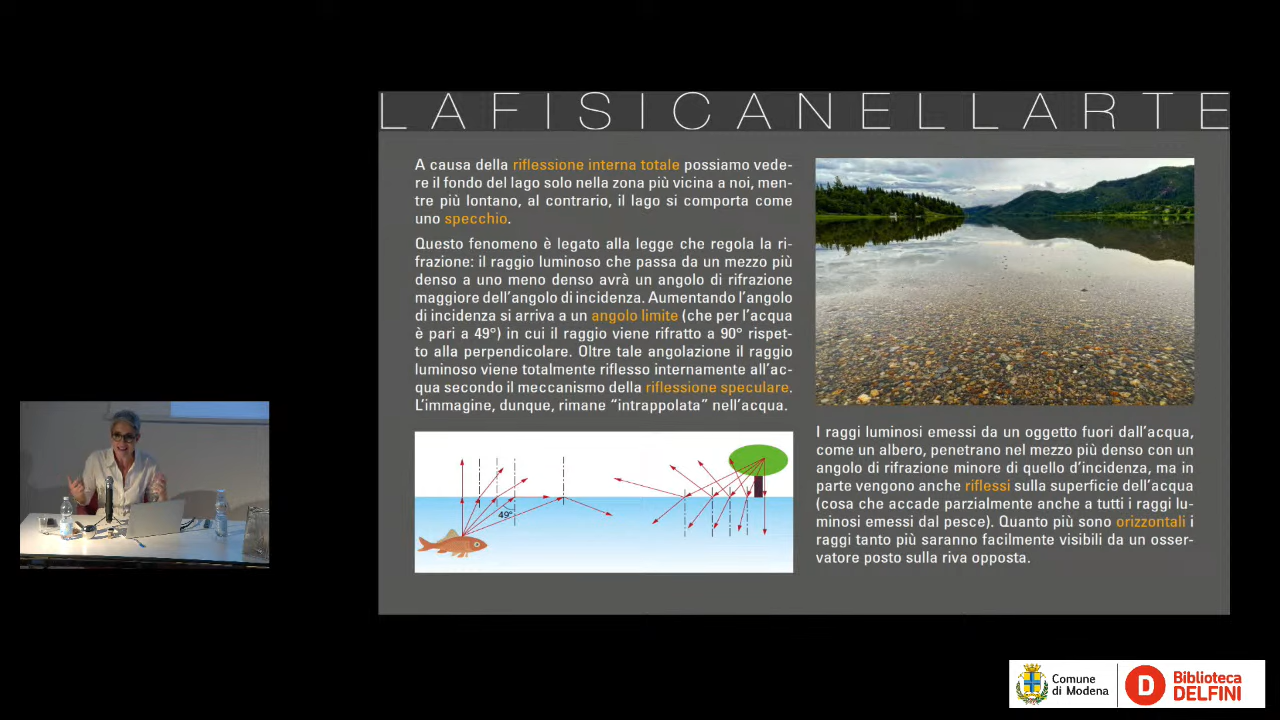 LAFISICANELLARTE
A causa della riflessione interna totale possiamo vede-
re il fondo del lago solo nella zona più vicina a noi, men-
tre più lontano, al contrario, il lago si comporta come
uno specchio.
Questo fenomeno è legato alla legge che regola la ri-
frazione: il raggio luminoso che passa da un mezzo più
denso a uno meno denso avrà un angolo di rifrazione
maggiore dell'angolo di incidenza. Aumentando l'angolo
di incidenza si arriva a un angolo limite (che per l'acqua
è pari a 49°) in cui il raggio viene rifratto a 90° rispet-
to alla perpendicolare. Oltre tale angolazione il raggio
luminoso viene totalmente riflesso internamente all'ac-
qua secondo il meccanismo della riflessione speculare.
L'immagine, dunque, rimane "intrappolata" nell'acqua.
49°
I raggi luminosi emessi da un oggetto fuori dall'acqua,
come un albero, penetrano nel mezzo più denso con un
angolo di rifrazione minore di quello d'incidenza, ma in
parte vengono anche riflessi sulla superficie dell'acqua
(cosa che accade parzialmente anche a tutti i raggi lu-
minosi emessi dal pesce). Quanto più sono orizzontali i
raggi tanto più saranno facilmente visibili da un osser-
vatore posto sulla riva opposta.
Comune
di Modena
D
Biblioteca
DELFINI